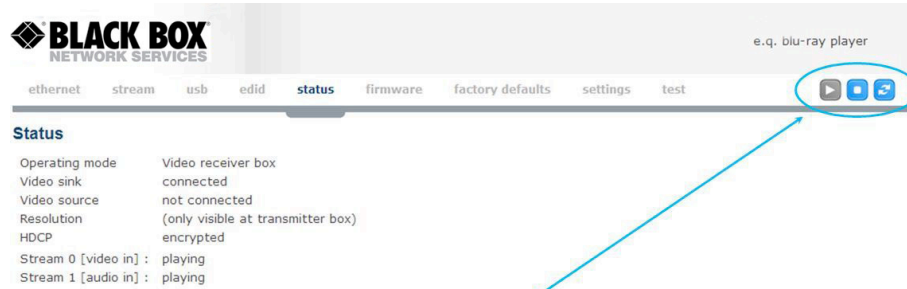 BLACK BOX
NETWORK SERVICES
e.q. blu-ray player
ethernet stream usb edid status firmware factory defaults settings test
Status
Operating mode Video receiver box
Video sink connected
Video source not connected
Resolution (only visible at transmitter box)
HDCP encrypted
Stream 0 [video in] : playing
Stream 1 [audio in] : playing